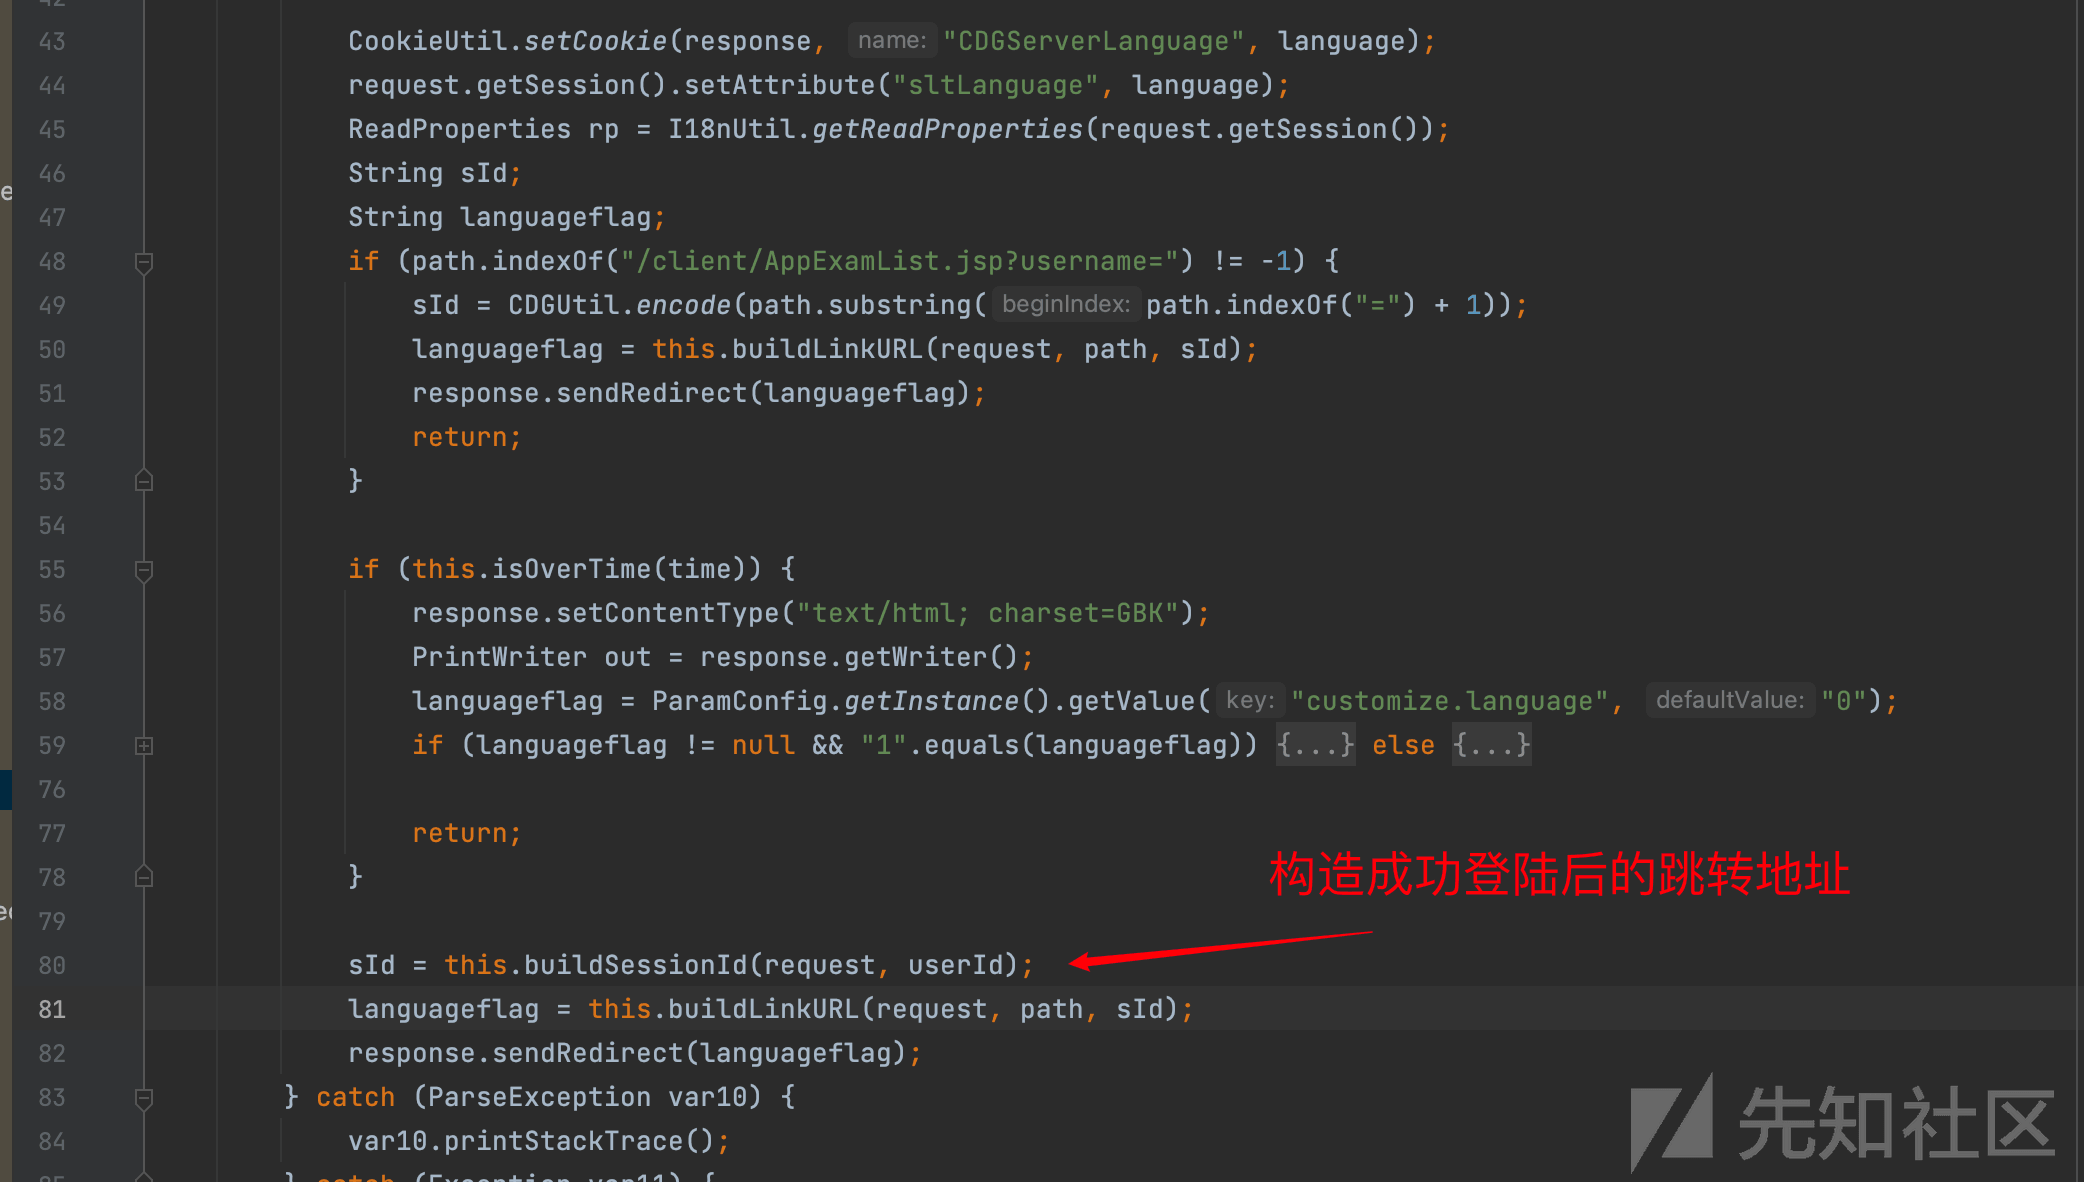 43 CookieUtil.setCookie(response, name: "CDGServerLanguage", language);
44 request.getSession().setAttribute("sltLanguage", language);
45 ReadProperties rp = I18nUtil.getReadProperties(request.getSession());
46 String sId;
47 String languageflag;
48 if (path.indexOf("/client/AppExamList.jsp?username=") != -1) {
49 sId = CDGUtil.encode(path.substring( beginIndex: path.indexOf("=") + 1));
50 languageflag = this.buildLinkURL(request, path, sId);
51 response.sendRedirect(languageflag);
52 return;
53 }
54
55 if (this.isOverTime(time)) {
56 response.setContentType("text/html; charset=GBK");
57 PrintWriter out = response.getWriter();
58 languageflag = ParamConfig.getInstance().getValue( key: "customize.language", defaultValue: "0");
59 if (languageflag != null && "1".equals(languageflag)) {...} else {...}
76
77 return;
78 }
构造成功登陆后的跳转地址
79
80 sId = this.buildSessionId(request, userId);
81 languageflag = this.buildLinkURL(request, path, sId);
82 response.sendRedirect(languageflag);
83 } catch (ParseException var10) {
84 var10.printStackTrace();
} catch (Exception var11) {
先知社区